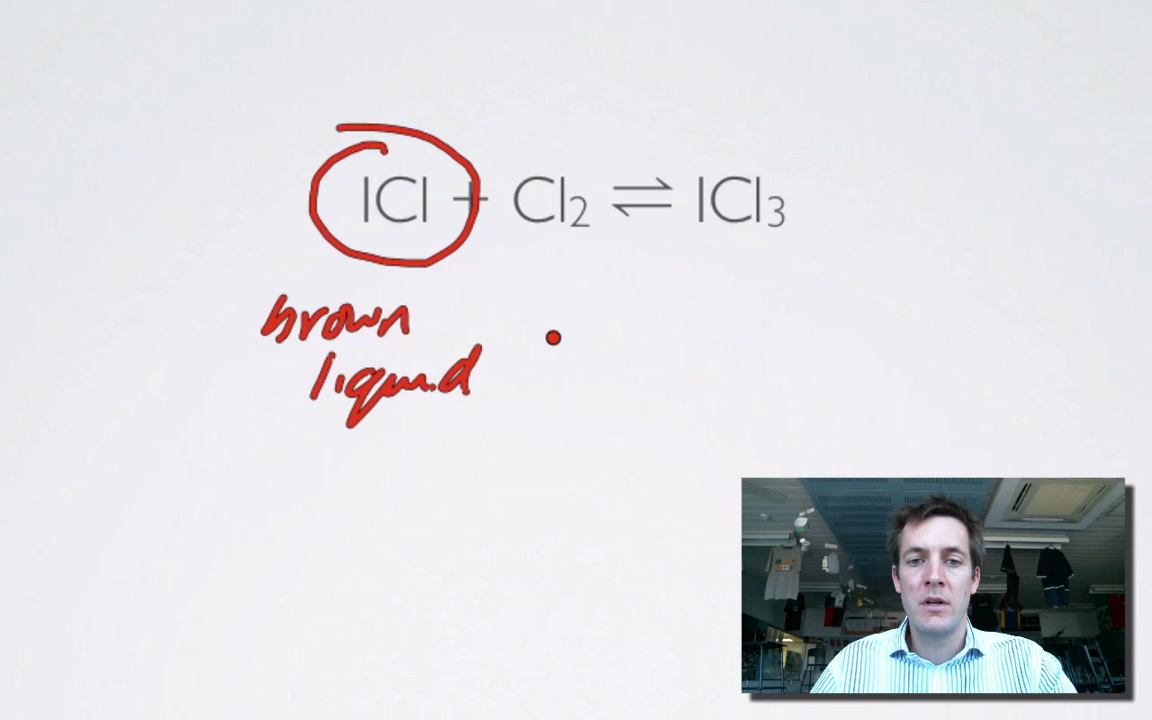 ICl + Cl₂ ⇌ ICl₃
brown
liquid